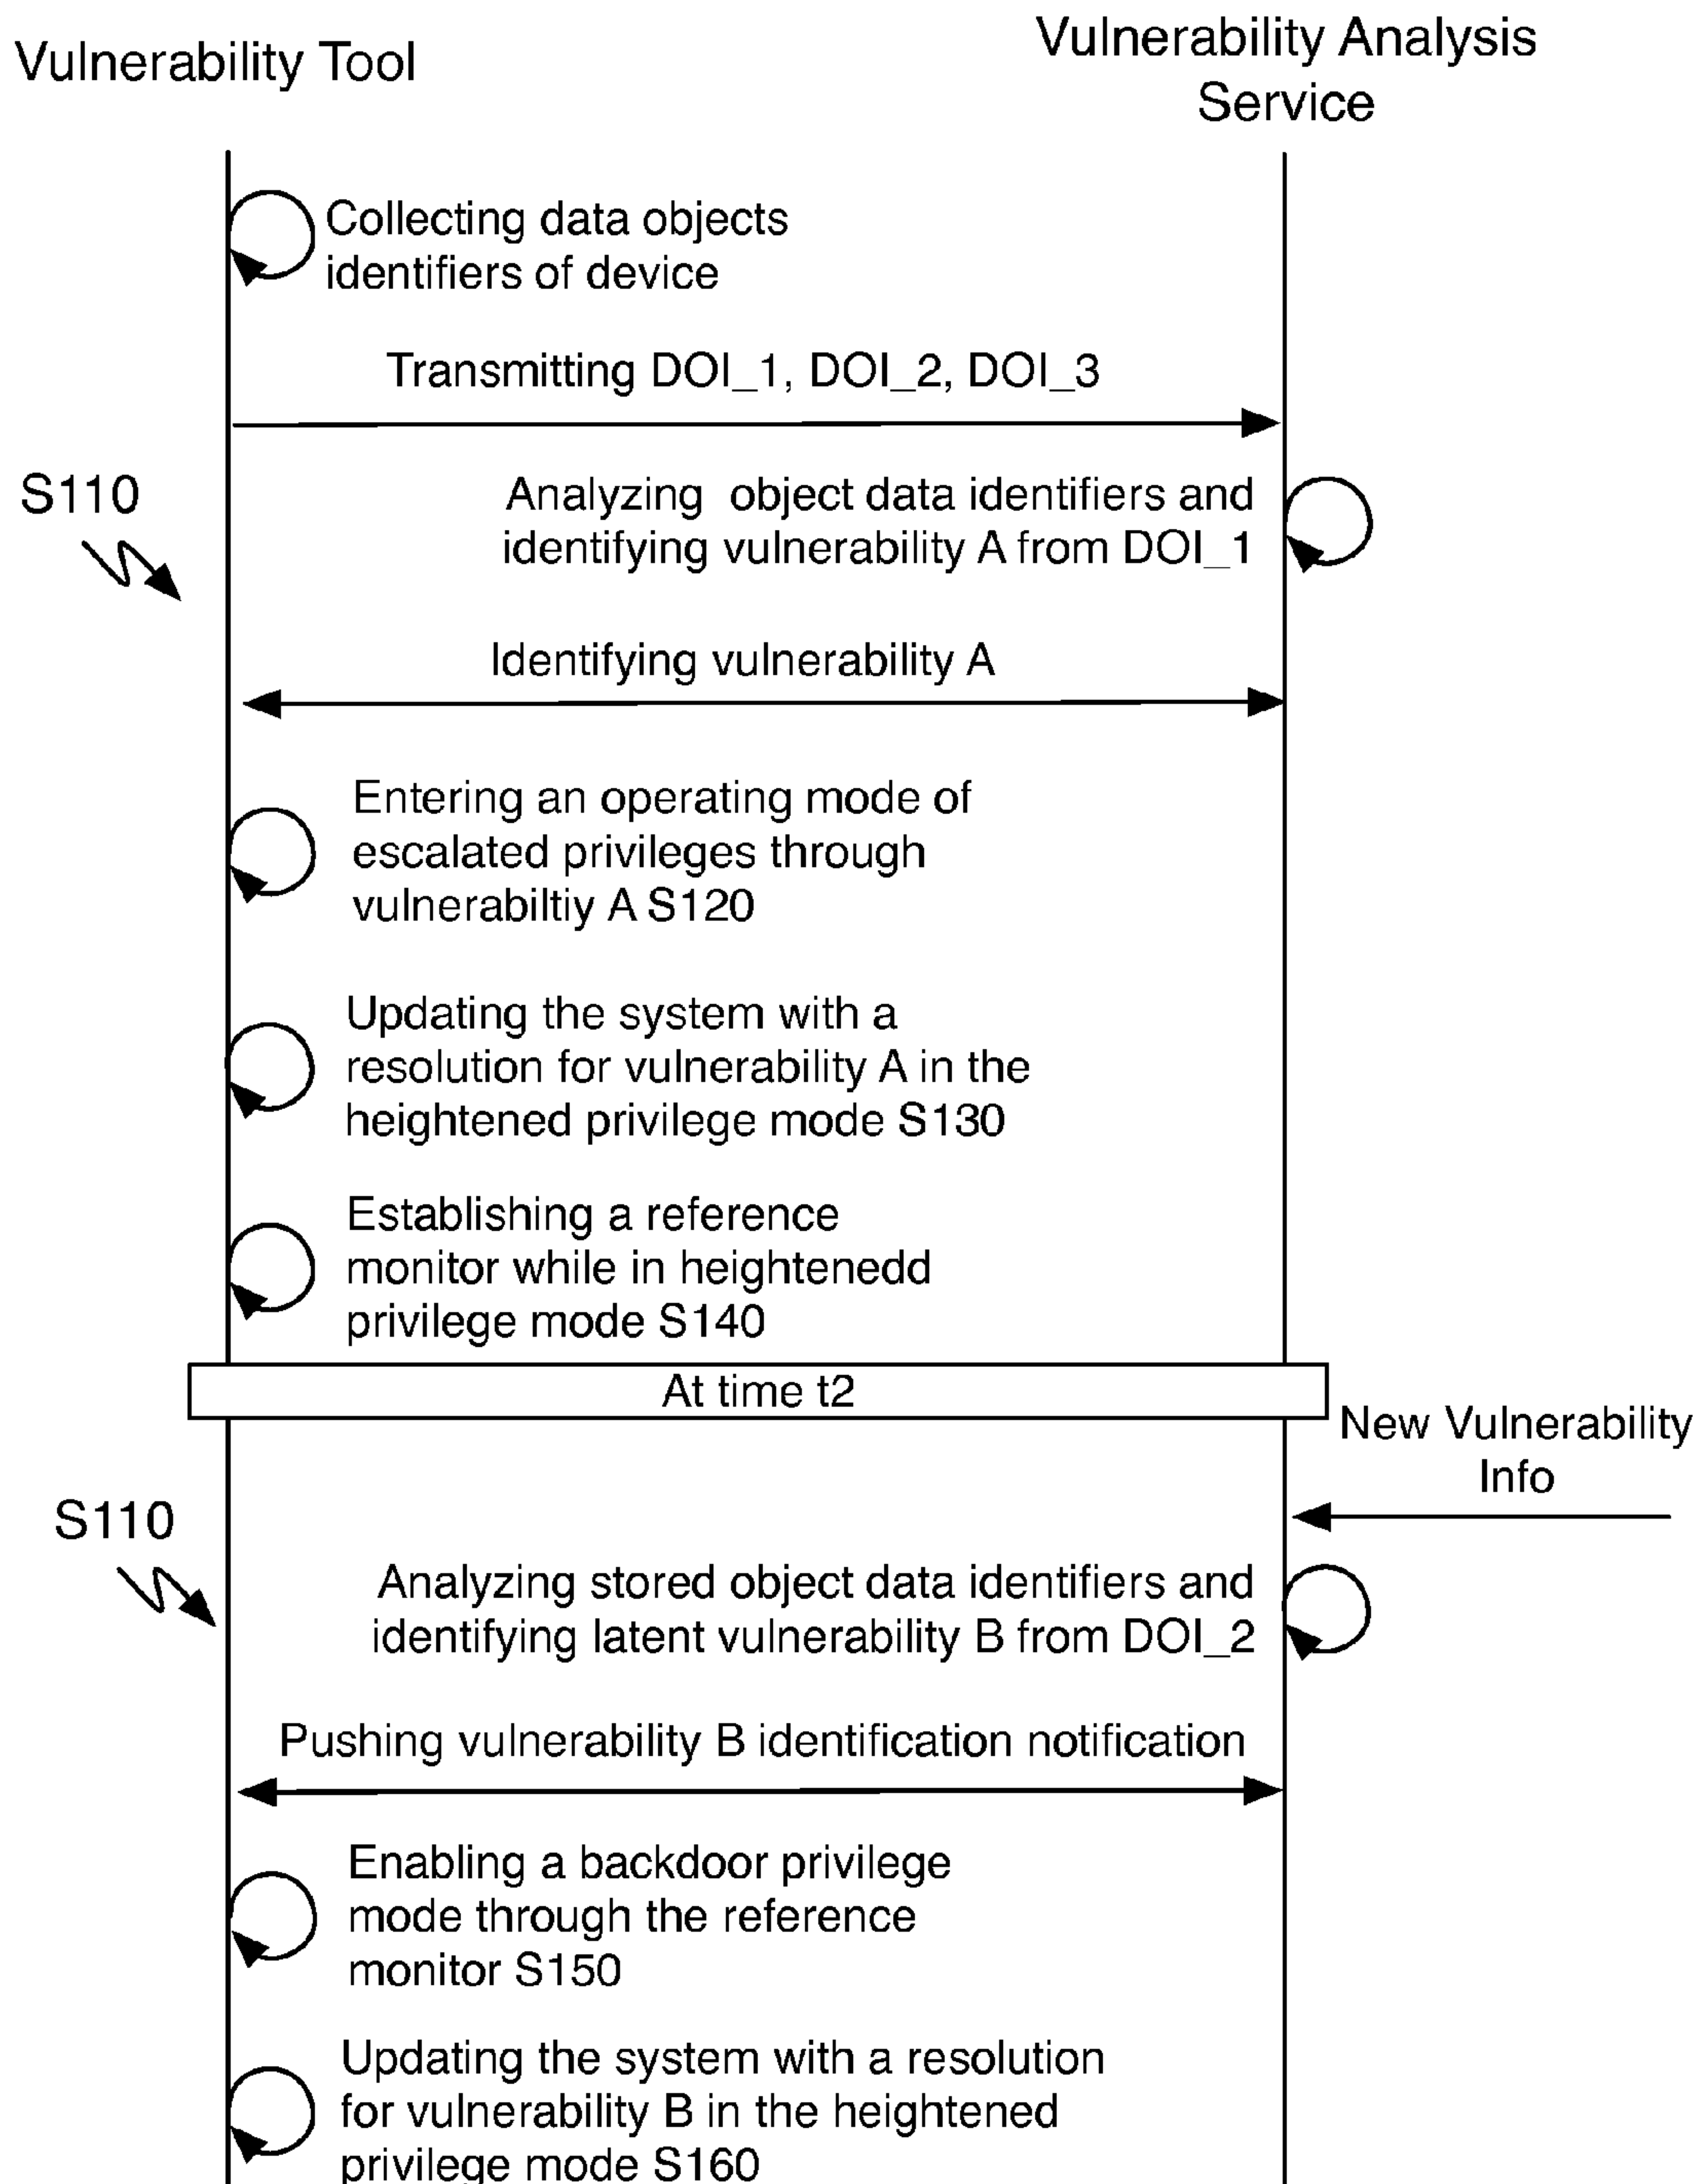 Vulnerability Tool
Vulnerability Analysis
Service
Collecting data objects
identifiers of device
Transmitting DOI_1, DOI_2, DOI_3
S110
Analyzing object data identifiers and
identifying vulnerability A from DOI_1
Identifying vulnerability A
Entering an operating mode of
escalated privileges through
vulnerabiltiy A S120
Updating the system with a
resolution for vulnerability A in the
heightened privilege mode S130
Establishing a reference
monitor while in heightenedd
privilege mode S140
At time t2
New Vulnerability
Info
S110
Analyzing stored object data identifiers and
identifying latent vulnerability B from DOI_2
Pushing vulnerability B identification notification
Enabling a backdoor privilege
mode through the reference
monitor S150
Updating the system with a resolution
for vulnerability B in the heightened
privilege mode S160